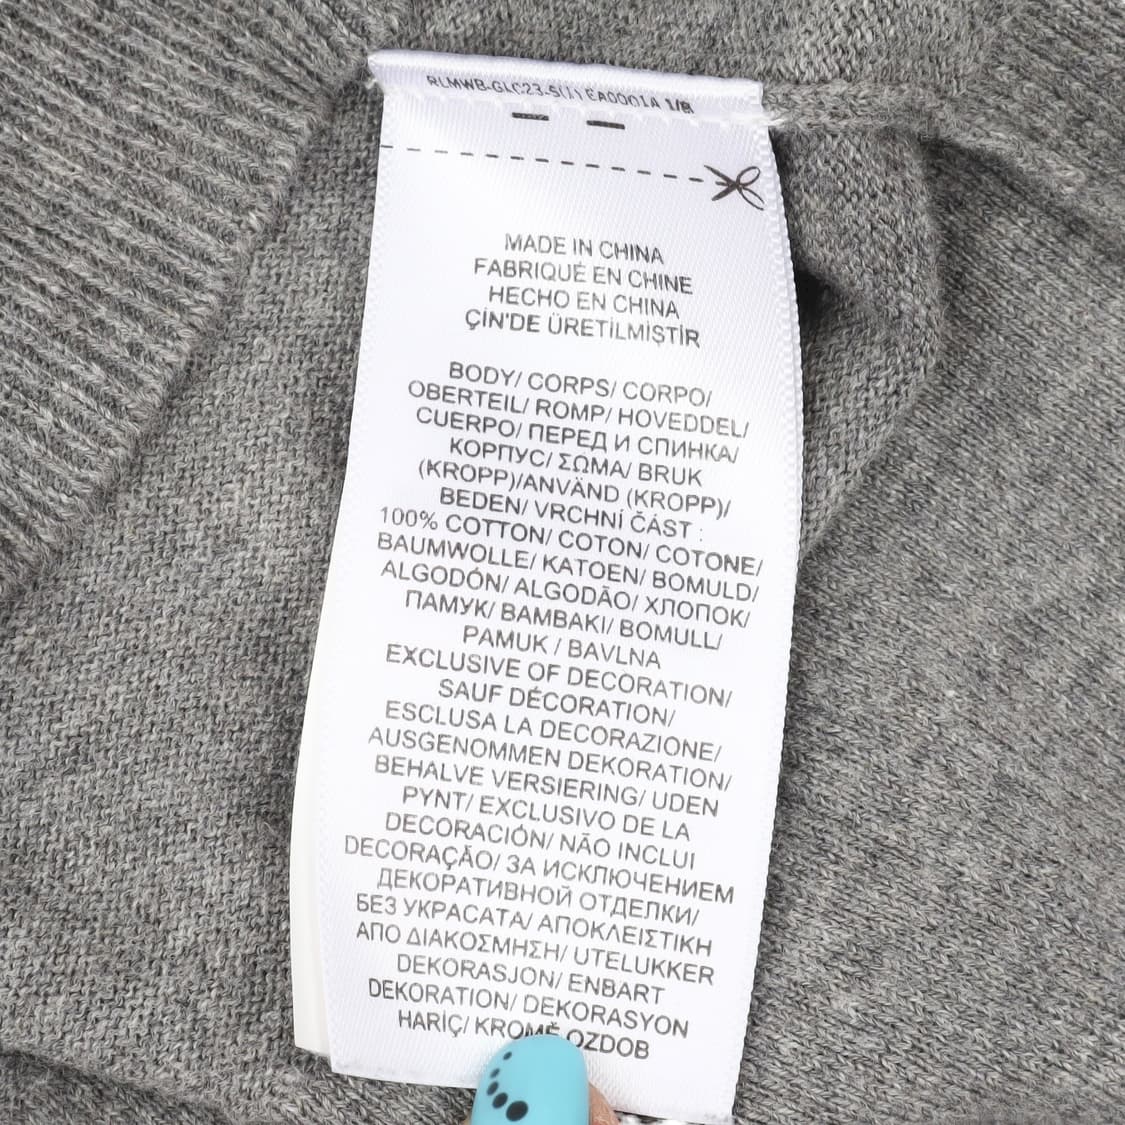 RLMWB-GLC23-S(1) EA0001A 1/8
MADE IN CHINA
FABRIQUÉ EN CHINE
HECHO EN CHINA
ÇİN'DE ÜRETİLMİŞTİR
BODY/ CORPS/ CORPO/
OBERTEIL/ ROMP/ HOVEDDEL/
CUERPO/ ПЕРЕД И СПИНКА/
КОРПУС/ ΣΩΜΑ/ BRUK
(KROPP)/ANVÄND (KROPP)/
BEDEN/ VRCHNÍ ČÁST :
100% COTTON/ COTON/ COTONE/
BAUMWOLLE/ KATOEN/ BOMULD/
ALGODÓN/ ALGODÃO/ ХЛОПОК/
ПАМУК/ BAMBAKI/ BOMULL/
PAMUK / BAVLNA
EXCLUSIVE OF DECORATION/
SAUF DÉCORATION/
ESCLUSA LA DECORAZIONE/
AUSGENOMMEN DEKORATION/
BEHALVE VERSIERING/ UDEN
PYNT/ EXCLUSIVO DE LA
DECORACIÓN/ NÃO INCLUI
DECORAÇÃO/ ЗА ИСКЛЮЧЕНИЕМ
ДЕКОРАТИВНОЙ ОТДЕЛКИ/
БЕЗ УКРАСАТА/ ΑΠΟΚΛΕΙΣΤΙΚΗ
ΑΠΟ ΔΙΑΚΟΣΜΗΣΗ/ UTELUKKER
DEKORASJON/ ENBART
DEKORATION/ DEKORASYON
HARIÇ/ KROMĚ OZDOB